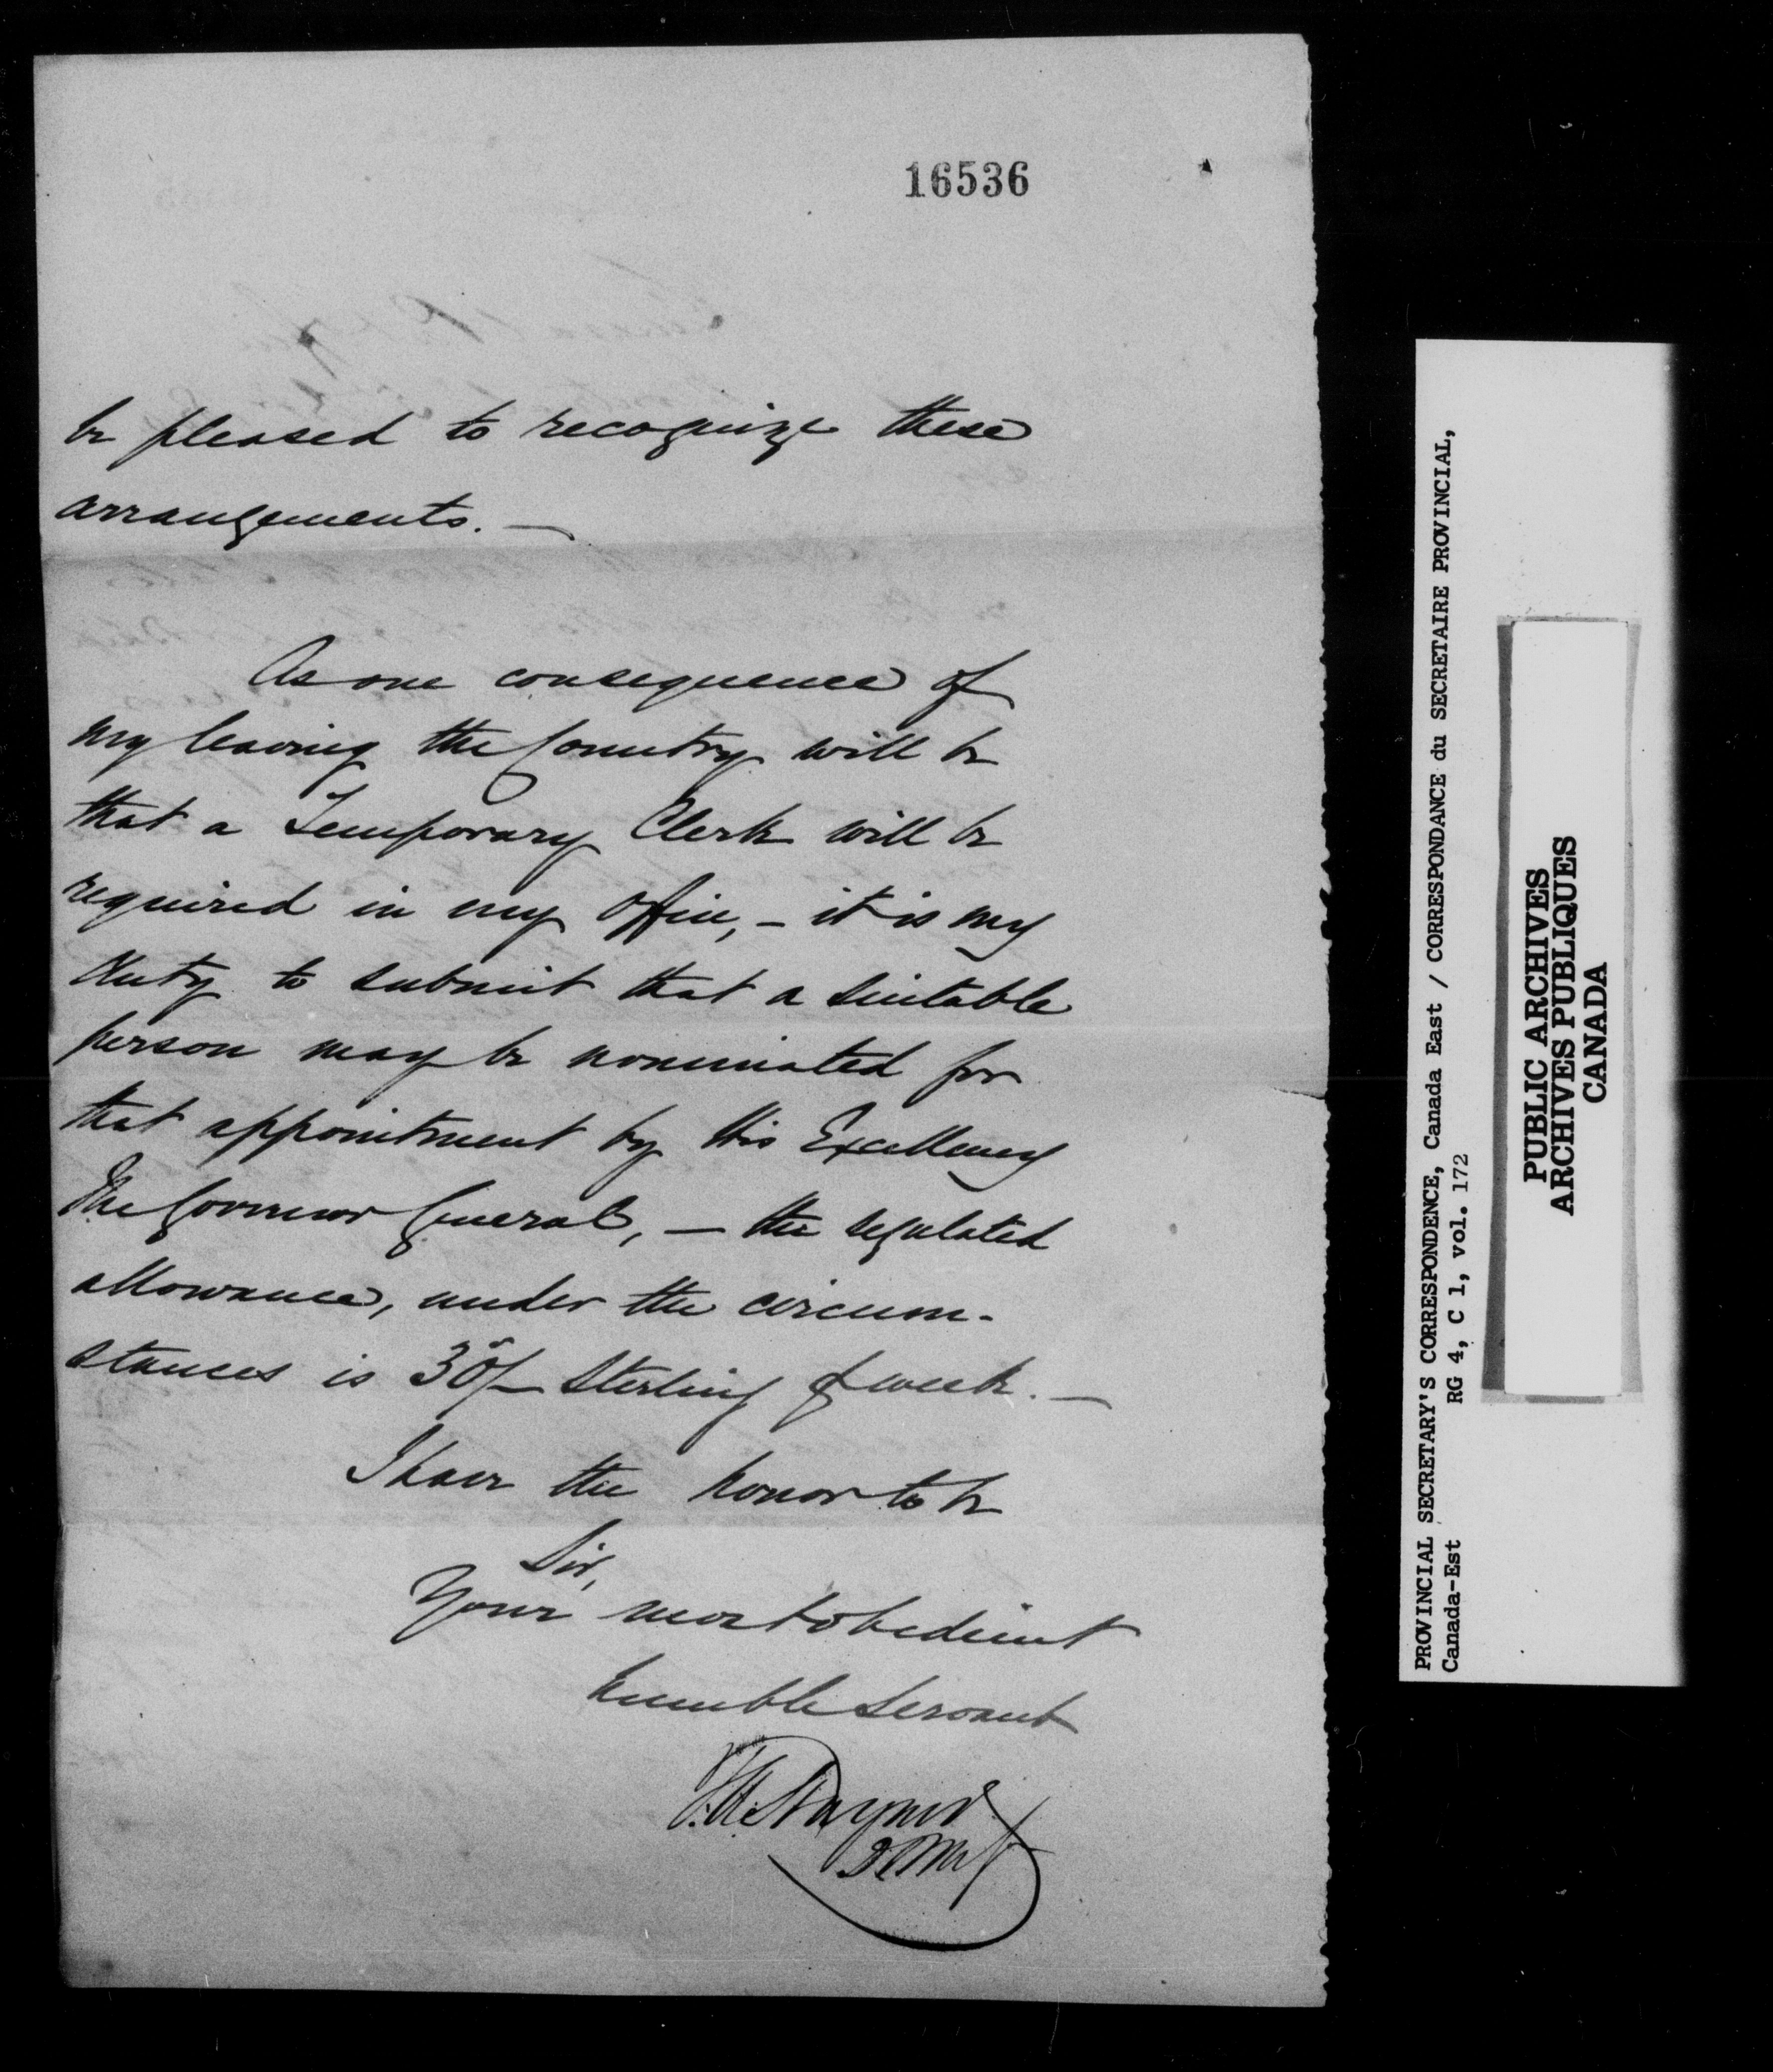 16536
be pleased to recognize these
arrangements. —
As one consequence of
my leaving the Country will be
that a Temporary Clerk will be
required in my office, – it is my
duty to submit that a suitable
person may be nominated for
that appointment by His Excellency
The Governor General, — the regulated
allowance, under the circum-
stances is 30s/– Sterling ℘ week. —
I have the honor to be
Sir,
Your most obedient
humble servant
PROVINCIAL SECRETARY'S CORRESPONDENCE, Canada East / CORRESPONDANCE du SECRETAIRE PROVINCIAL,
Canada-Est RG 4, C 1, vol. 172
PUBLIC ARCHIVES
ARCHIVES PUBLIQUES
CANADA